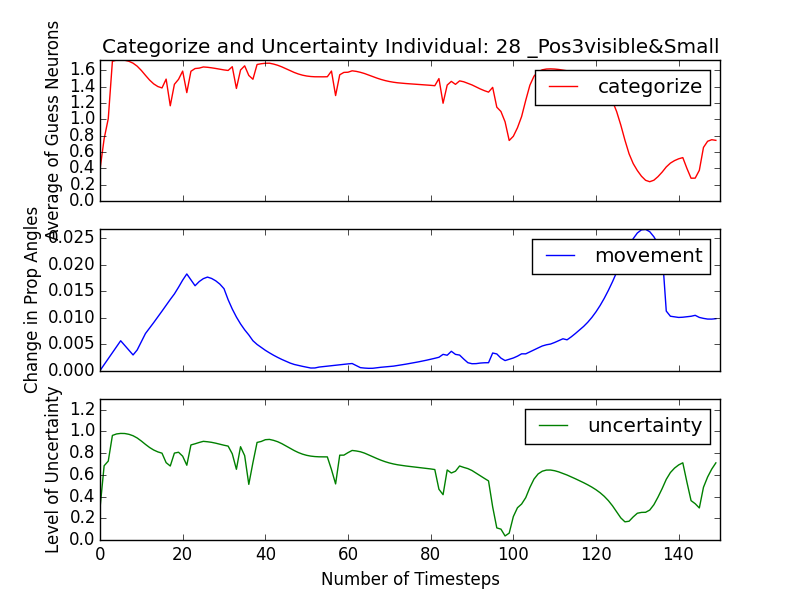 Categorize and Uncertainty Individual: 28 _Pos3visible&Small
Average of Guess Neurons
1.6
1.4
1.2
1.0
0.8
0.6
0.4
0.2
0.0
categorize
Change in Prop Angles
0.025
0.020
0.015
0.010
0.005
0.000
movement
Level of Uncertainty
1.2
1.0
0.8
0.6
0.4
0.2
0.0
uncertainty
0 20 40 60 80 100 120 140
Number of Timesteps